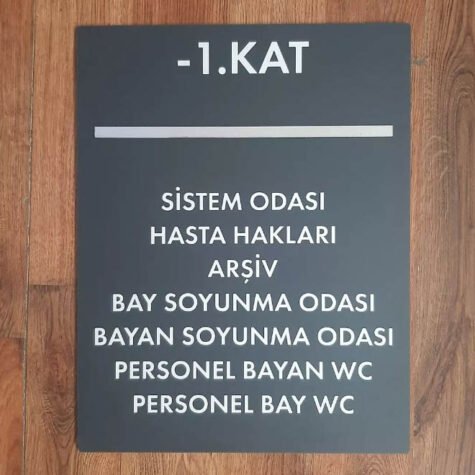 -1.KAT
SİSTEM ODASI
HASTA HAKLARI
ARŞİV
BAY SOYUNMA ODASI
BAYAN SOYUNMA ODASI
PERSONEL BAYAN WC
PERSONEL BAY WC